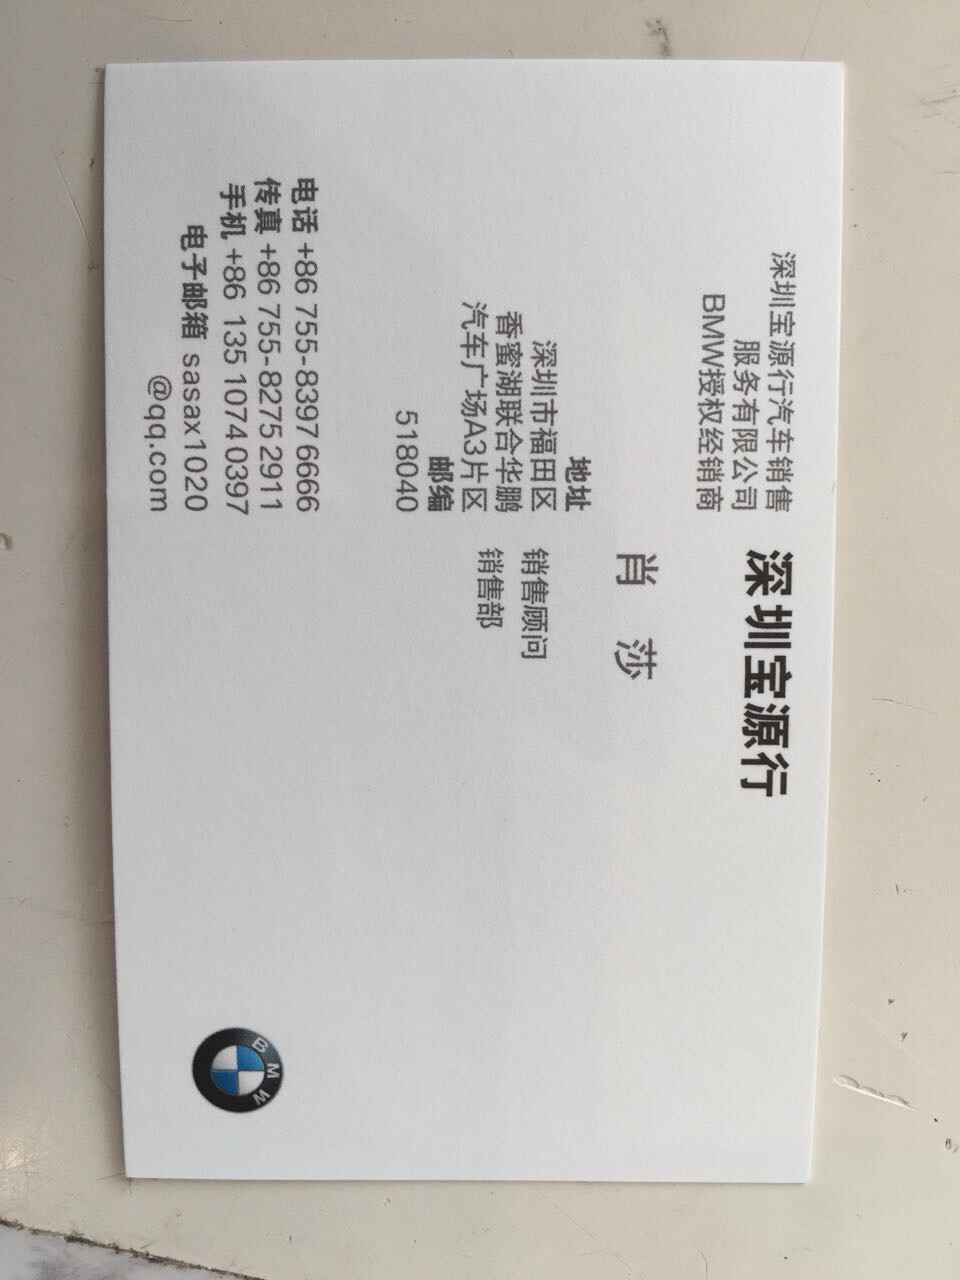 深圳宝源行汽车销售
服务有限公司
BMW授权经销商
深圳宝源行
肖 莎
销售顾问
销售部
地址
深圳市福田区
香蜜湖联合华鹏
汽车广场A3片区
邮编
518040
电话 +86 755-8397 6666
传真 +86 755-8275 2911
手机 +86 135 1074 0397
电子邮箱 sasax1020
@qq.com
BMW